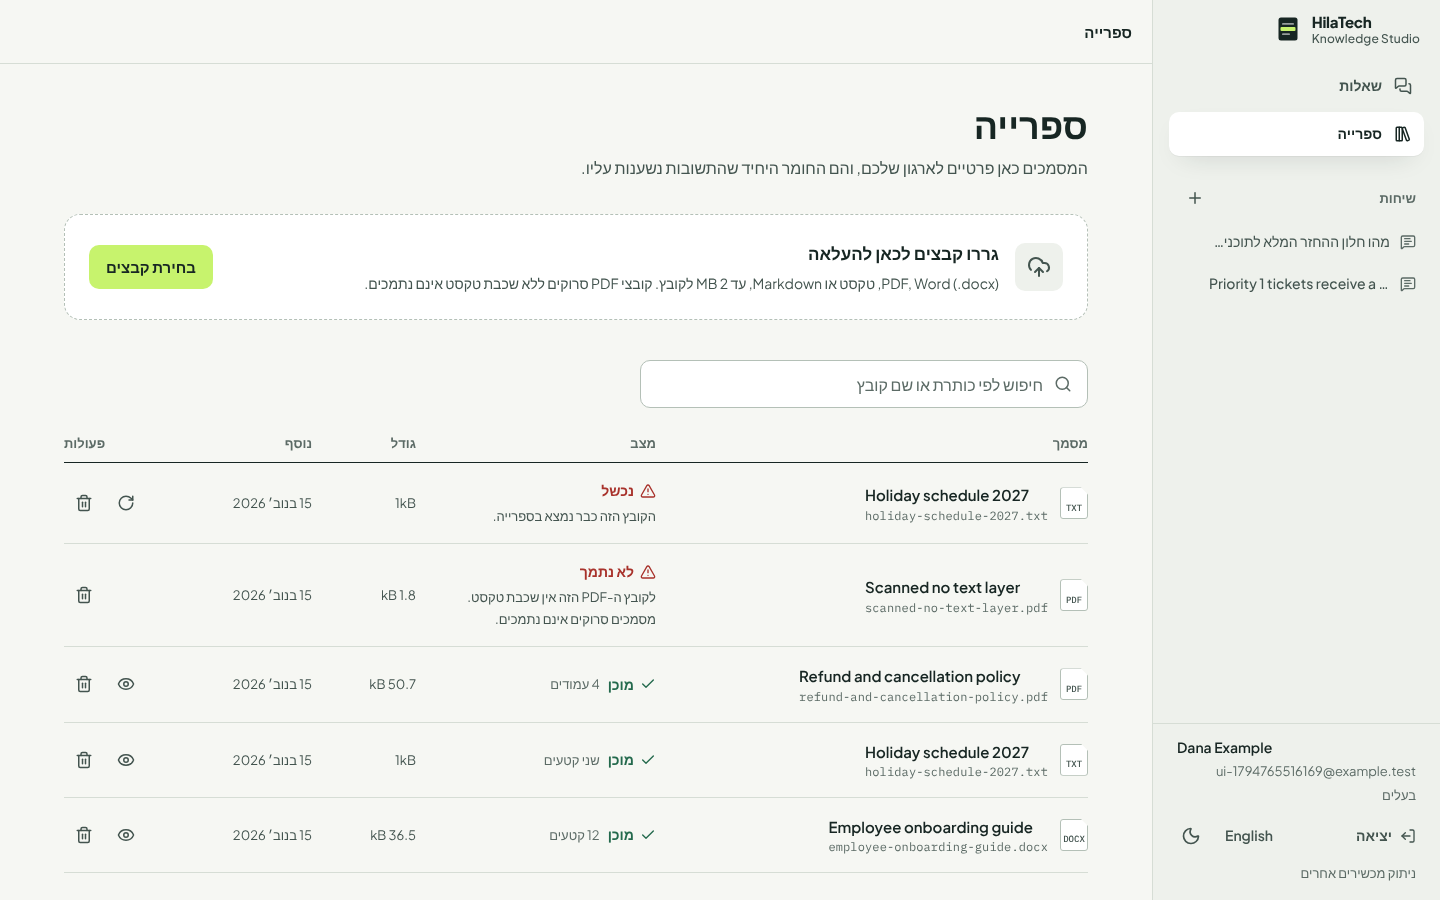 HilaTech
Knowledge Studio
שאלות
ספרייה
שיחות
מהו חלון ההחזר המלא לתוכני...
Priority 1 tickets receive a ...
Dana Example
ui-1794765516169@example.test
בעלים
יציאה
English
ניתוק מכשירים אחרים
ספרייה
ספרייה
המסמכים כאן פרטיים לארגון שלכם, והם החומר היחיד שהתשובות נשענות עליו.
גררו קבצים לכאן להעלאה
PDF, Word (.docx), טקסט או Markdown, עד 2 MB לקובץ. קובצי PDF סרוקים ללא שכבת טקסט אינם נתמכים.
בחירת קבצים
חיפוש לפי כותרת או שם קובץ
מסמך מצב גודל נוסף פעולות
TXT
Holiday schedule 2027
holiday-schedule-2027.txt
נכשל
הקובץ הזה כבר נמצא בספרייה.
1kB
15 בנוב׳ 2026
PDF
Scanned no text layer
scanned-no-text-layer.pdf
לא נתמך
לקובץ ה-PDF הזה אין שכבת טקסט.
מסמכים סרוקים אינם נתמכים.
1.8 kB
15 בנוב׳ 2026
PDF
Refund and cancellation policy
refund-and-cancellation-policy.pdf
מוכן 4 עמודים
50.7 kB
15 בנוב׳ 2026
TXT
Holiday schedule 2027
holiday-schedule-2027.txt
מוכן שני קטעים
1kB
15 בנוב׳ 2026
DOCX
Employee onboarding guide
employee-onboarding-guide.docx
מוכן 12 קטעים
36.5 kB
15 בנוב׳ 2026